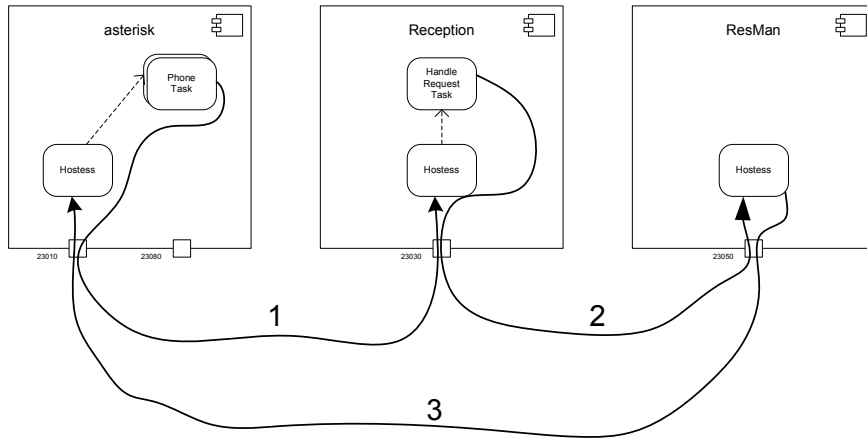 asterisk
Phone
Task
Hostess
23010
23080
Reception
Handle
Request
Task
Hostess
23030
ResMan
Hostess
23050
1
2
3